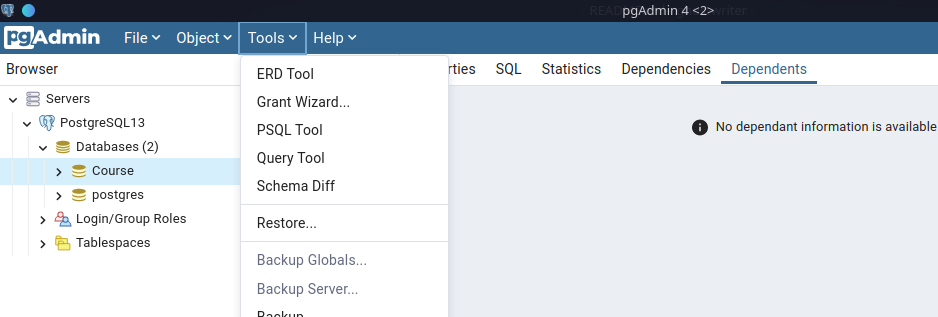 pgAdmin 4 <2>
pgAdmin File Object Tools Help
Browser
rties SQL Statistics Dependencies Dependents
Servers
PostgreSQL13
Databases (2)
Course
postgres
Login/Group Roles
Tablespaces
ERD Tool
Grant Wizard...
PSQL Tool
Query Tool
Schema Diff
Restore...
Backup Globals...
Backup Server...
Backup
No dependant information is available